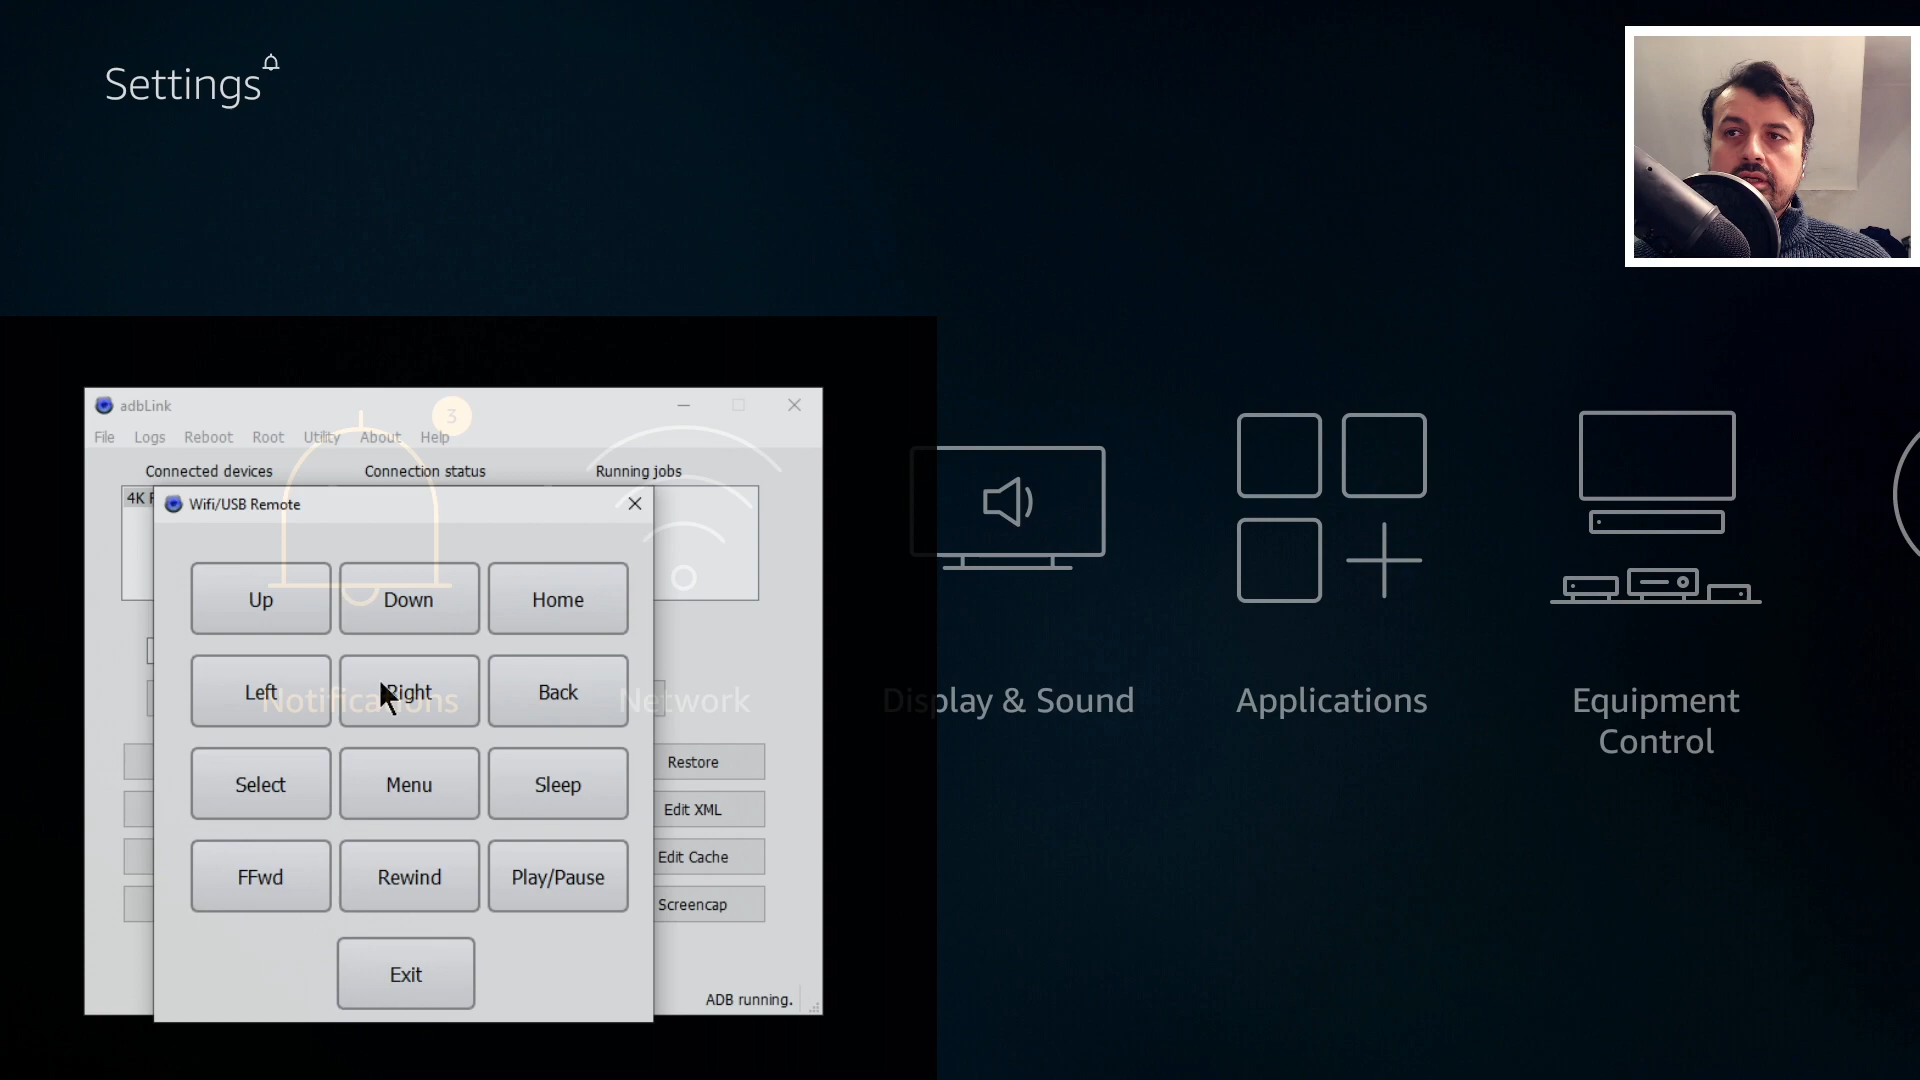 Settings
adbLink
3
File Logs Reboot Root Utility About Help
Connected devices Connection status Running jobs
4K
Wifi/USB Remote
Up Down Home
Left Right Back
Notifications Network Display & Sound Applications Equipment
Control
Select Menu Sleep
Restore
Edit XML
FFwd Rewind Play/Pause
Edit Cache
Screencap
Exit
ADB running.